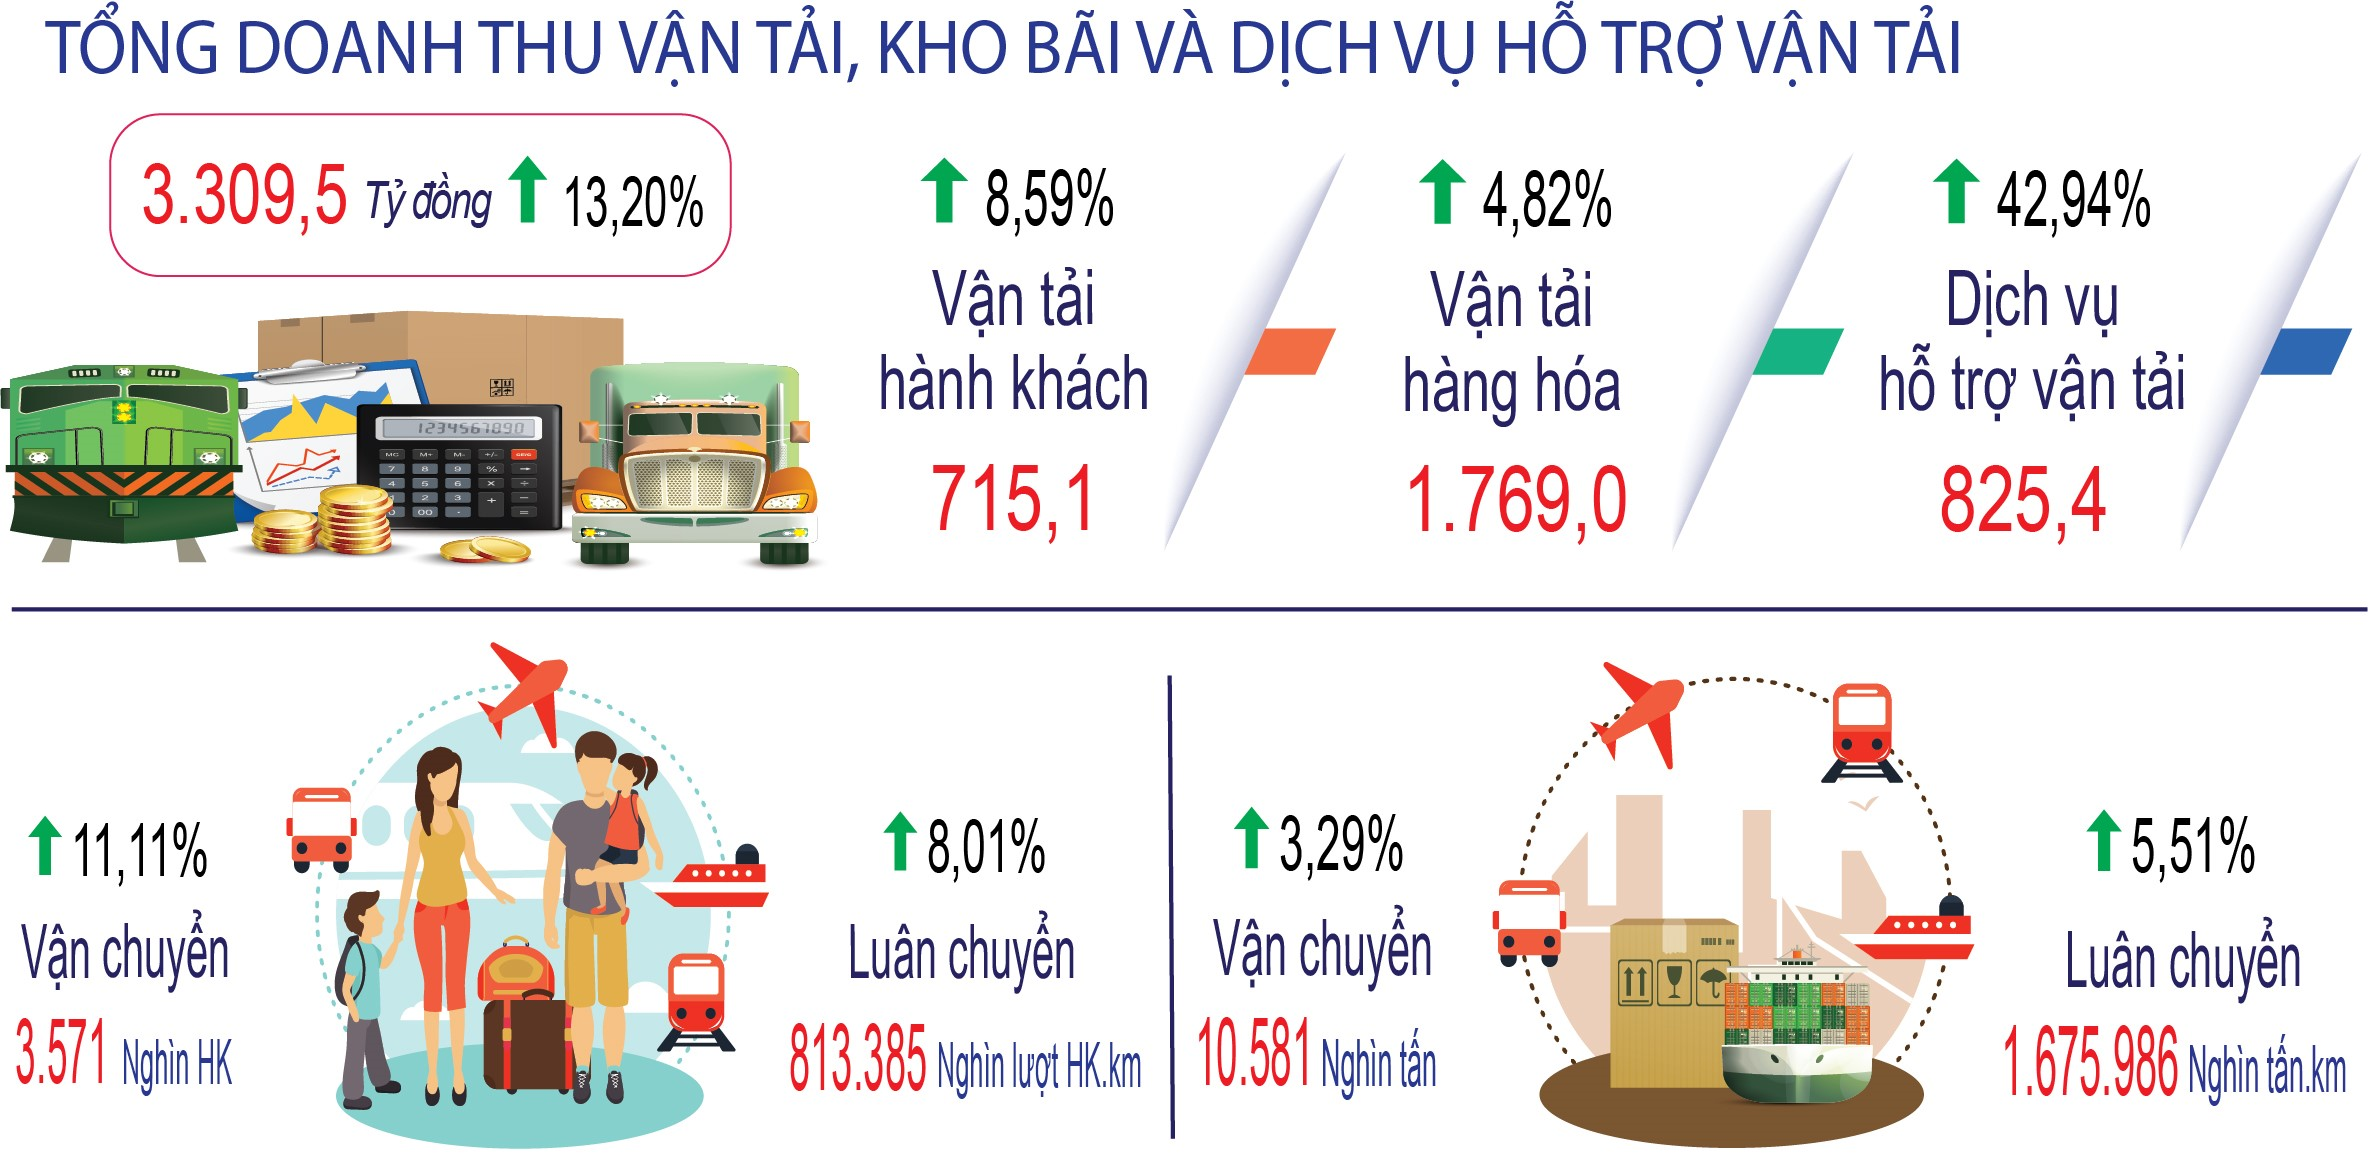 TỔNG DOANH THU VẬN TẢI, KHO BÃI VÀ DỊCH VỤ HỖ TRỢ VẬN TẢI
3.309,5 Tỷ đồng 13,20%
8,59%
Vận tải
hành khách
715,1
4,82%
Vận tải
hàng hóa
1.769,0
42,94%
Dịch vụ
hỗ trợ vận tải
825,4
1234567890
11,11%
Vận chuyển
3.571 Nghìn HK
8,01%
Luân chuyển
813.385 Nghìn lượt HK.km
3,29%
Vận chuyển
10.581 Nghìn tấn
5,51%
Luân chuyển
1.675.986 Nghìn tấn.km